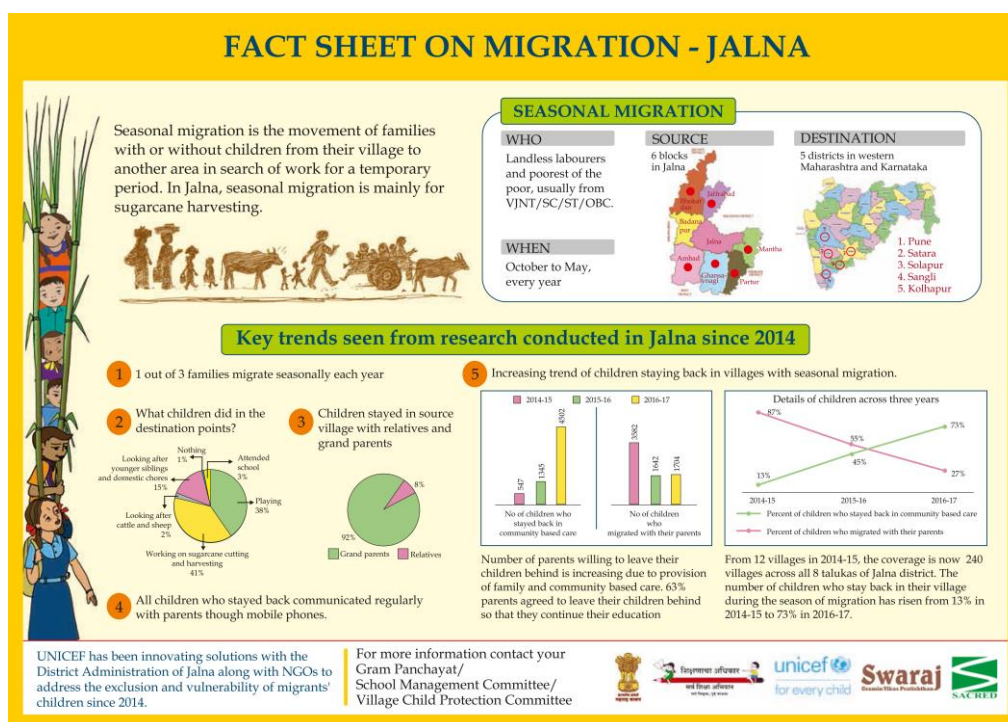 FACT SHEET ON MIGRATION - JALNA
Seasonal migration is the movement of families
with or without children from their village to
another area in search of work for a temporary
period. In Jalna, seasonal migration is mainly for
sugarcane harvesting.
SEASONAL MIGRATION
WHO
Landless labourers
and poorest of the
poor, usually from
VJNT/SC/ST/OBC.
WHEN
October to May,
every year
SOURCE
6 blocks
in Jalna
Jafrabad
Jalna
Mantha
Ambad
Partur
DESTINATION
5 districts in western
Maharashtra and Karnataka
1. Pune
2. Satara
3. Solapur
4. Sangli
5. Kolhapur
Key trends seen from research conducted in Jalna since 2014
1
1 out of 3 families migrate seasonally each year
2
What children did in the
destination points?
Nothing
1%
Attended
school
3%
Looking after
younger siblings
and domestic chores
15%
Playing
38%
Looking after
cattle and sheep
2%
Working on sugarcane cutting
and harvesting
41%
3
Children stayed in source
village with relatives and
grand parents
8%
92%
Grand parents
Relatives
4
All children who stayed back communicated regularly
with parents though mobile phones.
5
Increasing trend of children staying back in villages with seasonal migration.
2014-15
2015-16
2016-17
547
1345
4502
3582
1642
1704
No of children who
stayed back in
community based care
No of children
who
migrated with their parents
Number of parents willing to leave their
children behind is increasing due to provision
of family and community based care. 63%
parents agreed to leave their children behind
so that they continue their education
Details of children across three years
87%
73%
55%
45%
13%
27%
2014-15
2015-16
2016-17
Percent of children who stayed back in community based care
Percent of children who migrated with their parents
From 12 villages in 2014-15, the coverage is now 240
villages across all 8 talukas of Jalna district. The
number of children who stay back in their village
during the season of migration has risen from 13% in
2014-15 to 73% in 2016-17.
UNICEF has been innovating solutions with the
District Administration of Jalna along with NGOs to
address the exclusion and vulnerability of migrants'
children since 2014.
For more information contact your
Gram Panchayat/
School Management Committee/
Village Child Protection Committee
सर्व शिक्षा अभियान
unicef
for every child
Swaraj
SACRED